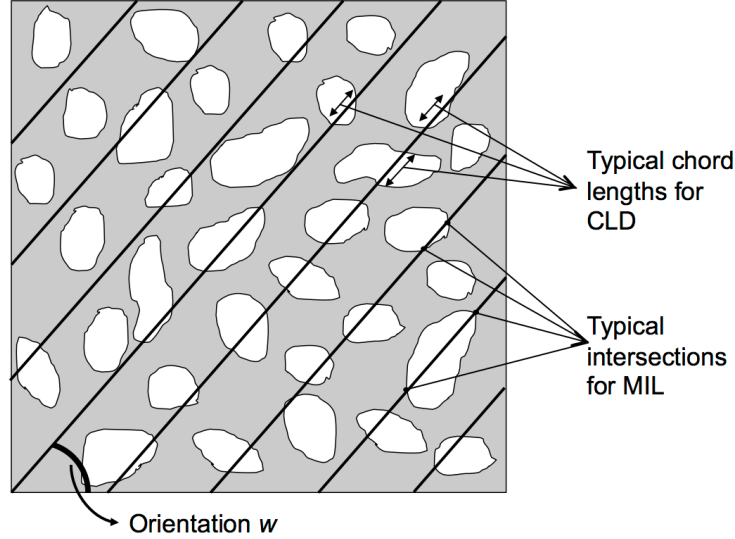 Typical chord
lengths for
CLD
Typical
intersections
for MIL
Orientation w